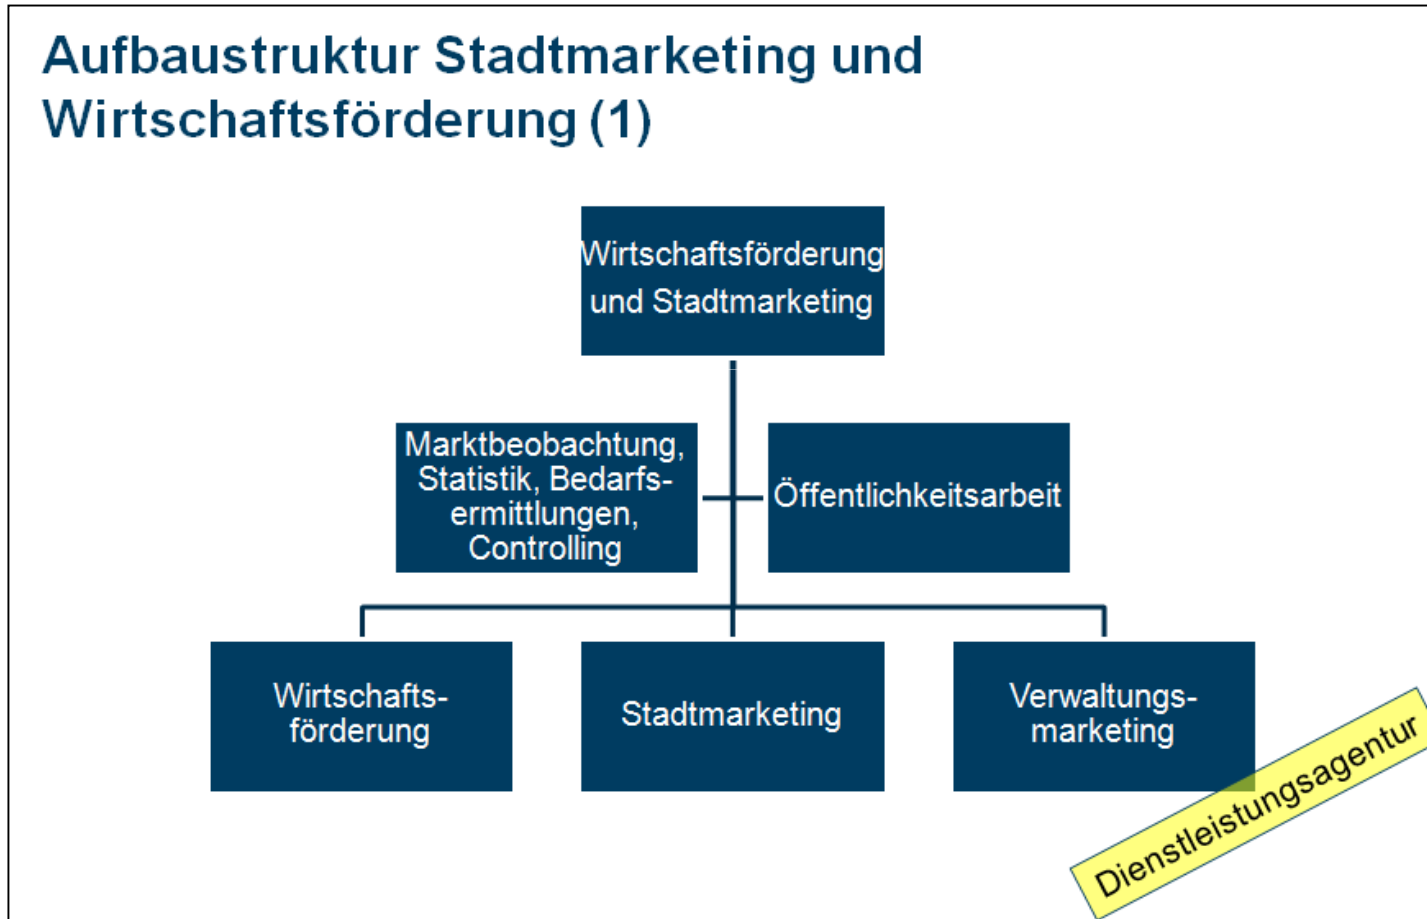 Aufbaustruktur Stadtmarketing und
Wirtschaftsförderung (1)
Wirtschaftsförderung
und Stadtmarketing
Marktbeobachtung,
Statistik, Bedarfs-
ermittlungen,
Controlling
Öffentlichkeitsarbeit
Wirtschafts-
förderung
Stadtmarketing
Verwaltungs-
marketing
Dienstleistungsagentur